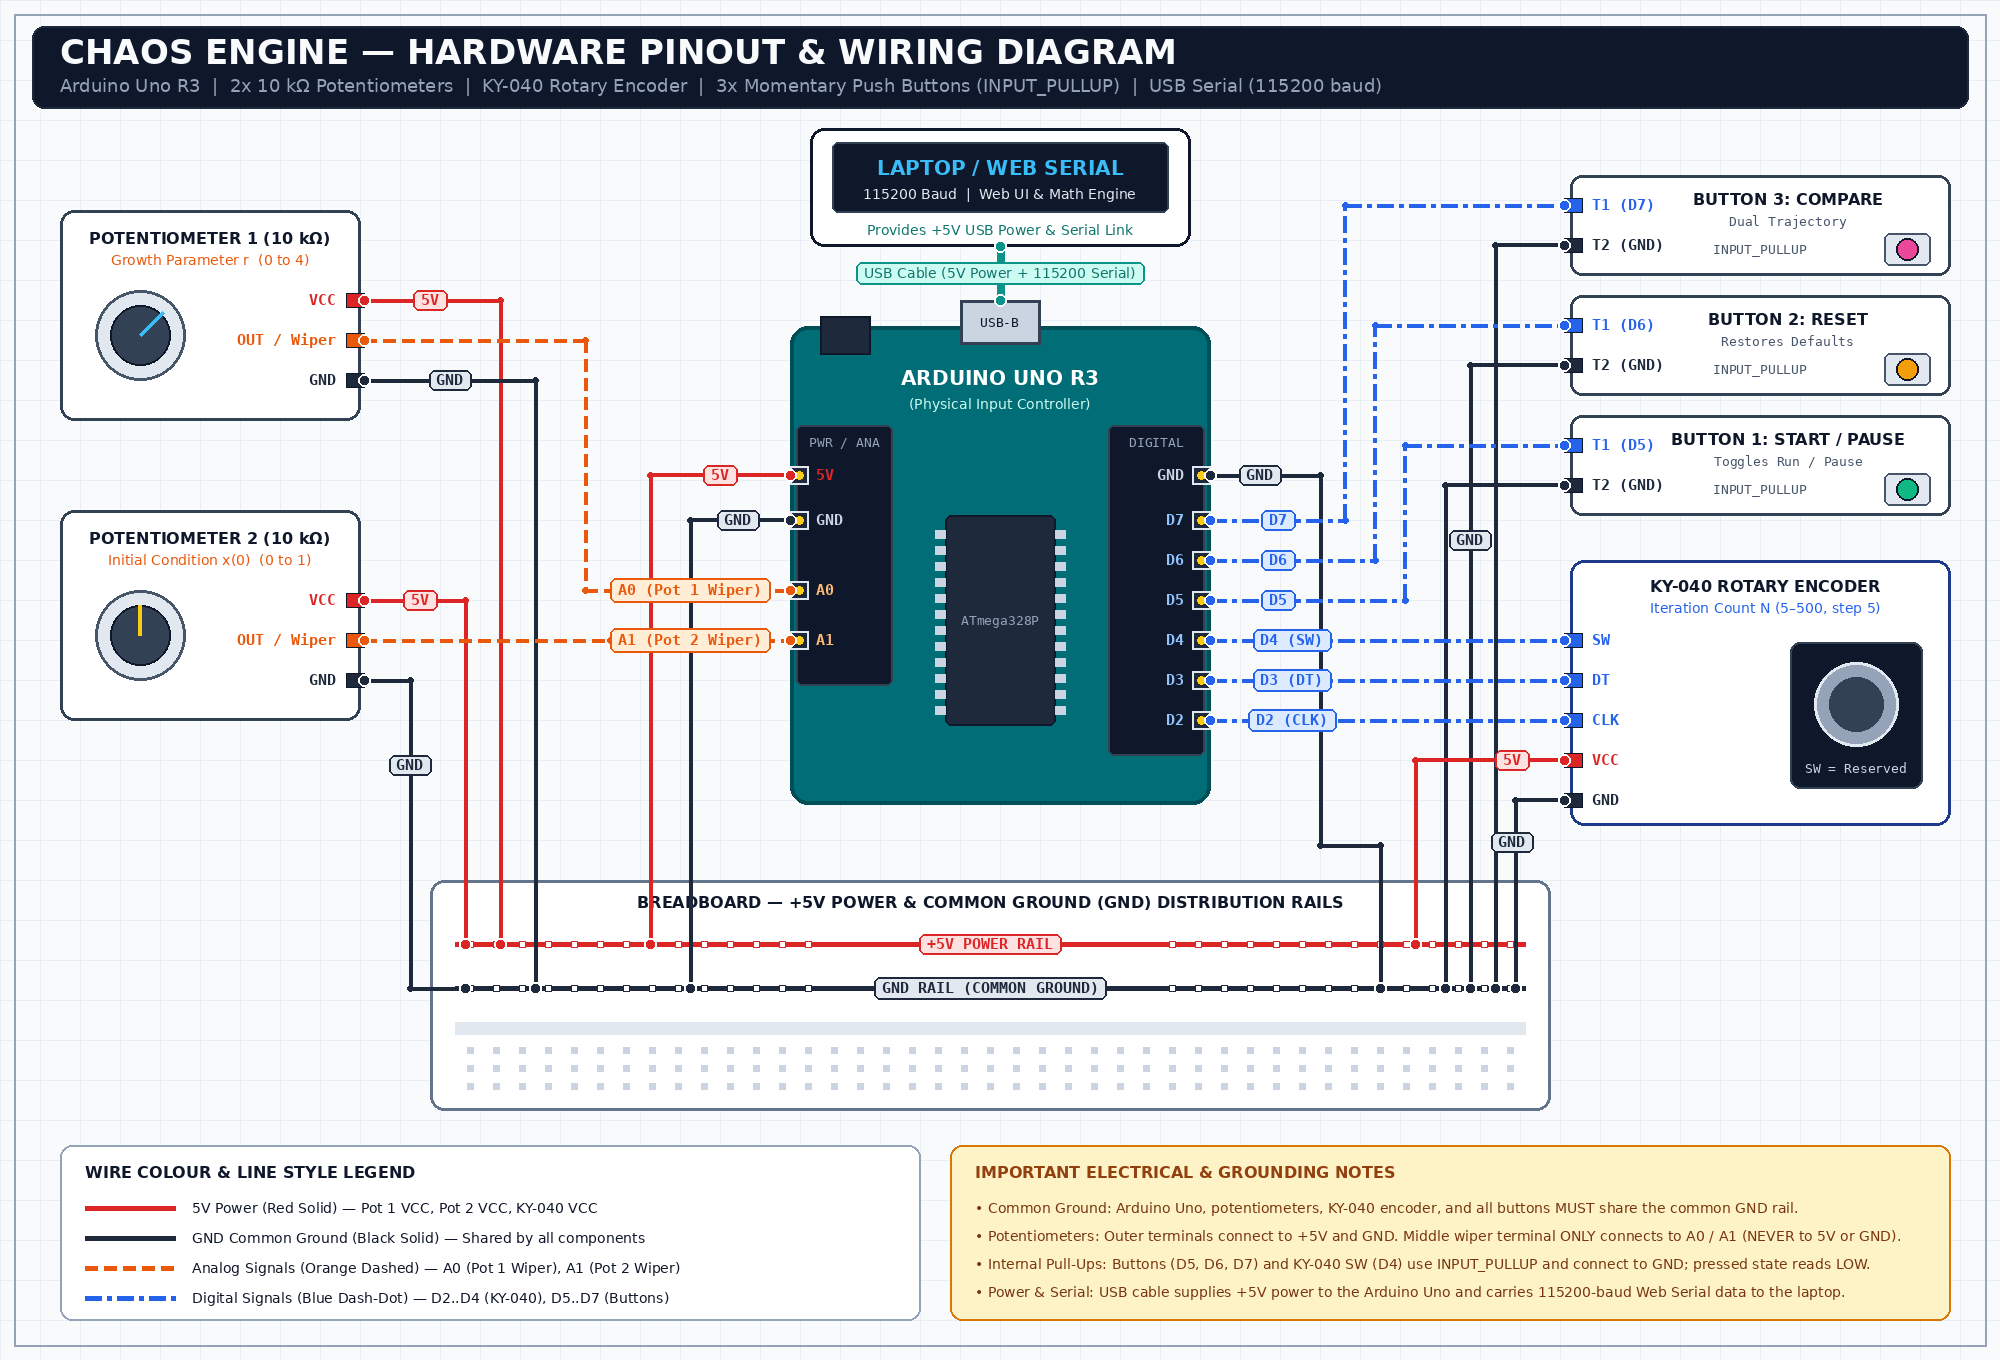 CHAOS ENGINE — HARDWARE PINOUT & WIRING DIAGRAM
Arduino Uno R3 | 2x 10 kΩ Potentiometers | KY-040 Rotary Encoder | 3x Momentary Push Buttons (INPUT_PULLUP) | USB Serial (115200 baud)
LAPTOP / WEB SERIAL
115200 Baud | Web UI & Math Engine
Provides +5V USB Power & Serial Link
USB Cable (5V Power + 115200 Serial)
USB-B
POTENTIOMETER 1 (10 kΩ)
Growth Parameter r (0 to 4)
VCC
5V
OUT / Wiper
GND
GND
POTENTIOMETER 2 (10 kΩ)
Initial Condition x(0) (0 to 1)
VCC
5V
OUT / Wiper
GND
GND
5V
GND
A0 (Pot 1 Wiper)
A1 (Pot 2 Wiper)
ARDUINO UNO R3
(Physical Input Controller)
PWR / ANA
5V
GND
A0
A1
ATmega328P
DIGITAL
GND
D7
D6
D5
D4
D3
D2
GND
D7
D6
D5
D4 (SW)
D3 (DT)
D2 (CLK)
T1 (D7)
BUTTON 3: COMPARE
Dual Trajectory
T2 (GND)
INPUT_PULLUP
BUTTON 2: RESET
T1 (D6)
Restores Defaults
T2 (GND)
INPUT_PULLUP
T1 (D5)
BUTTON 1: START / PAUSE
Toggles Run / Pause
T2 (GND)
INPUT_PULLUP
GND
KY-040 ROTARY ENCODER
Iteration Count N (5–500, step 5)
SW
DT
CLK
5V
VCC
SW = Reserved
GND
GND
BREADBOARD — +5V POWER & COMMON GROUND (GND) DISTRIBUTION RAILS
+5V POWER RAIL
GND RAIL (COMMON GROUND)
WIRE COLOUR & LINE STYLE LEGEND
5V Power (Red Solid) — Pot 1 VCC, Pot 2 VCC, KY-040 VCC
GND Common Ground (Black Solid) — Shared by all components
Analog Signals (Orange Dashed) — A0 (Pot 1 Wiper), A1 (Pot 2 Wiper)
Digital Signals (Blue Dash-Dot) — D2..D4 (KY-040), D5..D7 (Buttons)
IMPORTANT ELECTRICAL & GROUNDING NOTES
• Common Ground: Arduino Uno, potentiometers, KY-040 encoder, and all buttons MUST share the common GND rail.
• Potentiometers: Outer terminals connect to +5V and GND. Middle wiper terminal ONLY connects to A0 / A1 (NEVER to 5V or GND).
• Internal Pull-Ups: Buttons (D5, D6, D7) and KY-040 SW (D4) use INPUT_PULLUP and connect to GND; pressed state reads LOW.
• Power & Serial: USB cable supplies +5V power to the Arduino Uno and carries 115200-baud Web Serial data to the laptop.